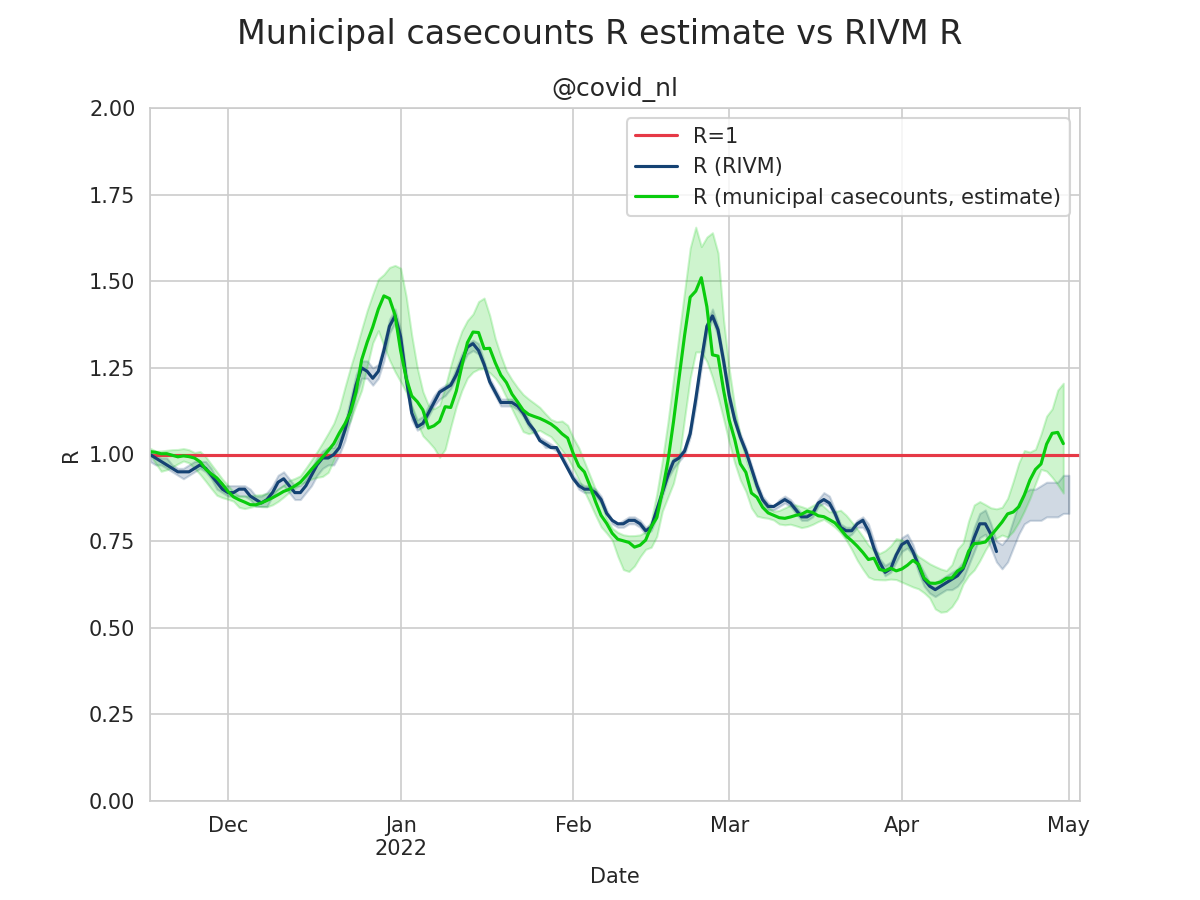 Municipal casecounts R estimate vs RIVM R
@covid_nl
R=1
R (RIVM)
R (municipal casecounts, estimate)
2.00
1.75
1.50
1.25
1.00
0.75
0.50
0.25
0.00
R
Dec
Jan
2022
Feb
Mar
Apr
May
Date